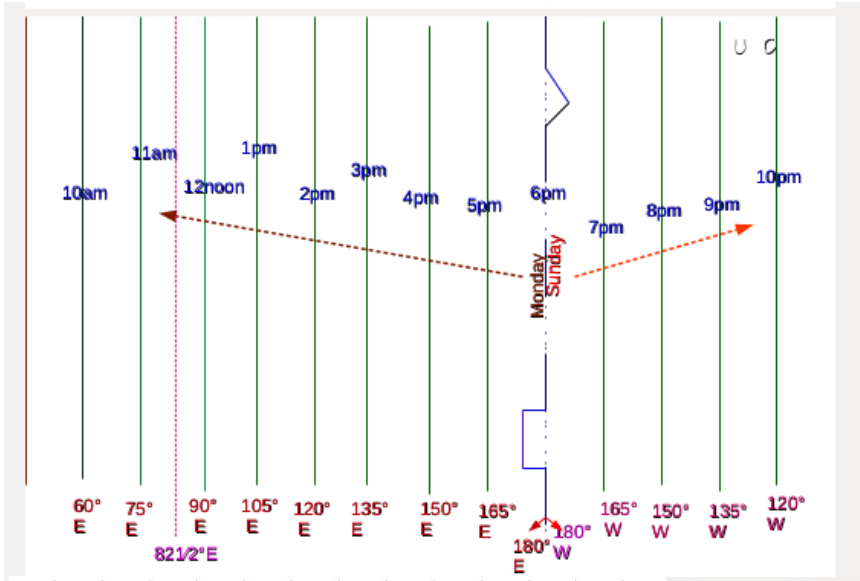 1pm
11am
3pm
10pm
10am
12noon
2pm
4pm
5pm
6pm
7pm
8pm
9pm
Monday
Sunday
60°
E
75°
E
90°
E
105°
E
120°
E
135°
E
150°
E
165°
E
180°
E
180°
W
165°
W
150°
W
135°
W
120°
W
821⁄2°E